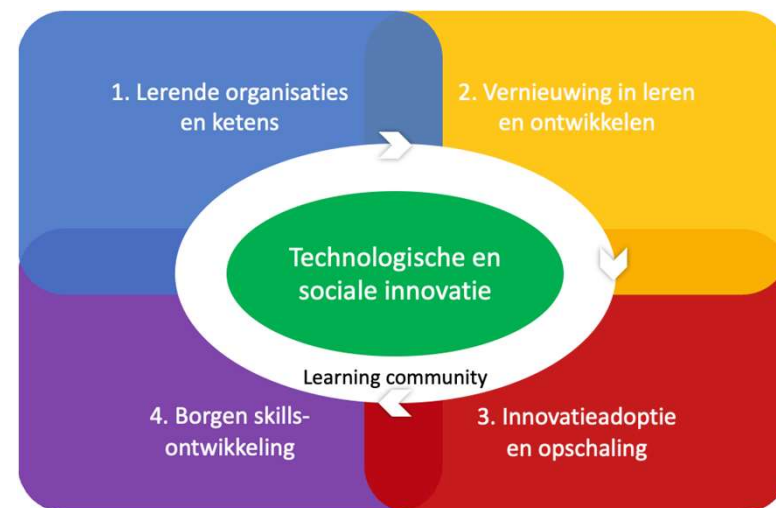 1. Lerende organisaties
en ketens
2. Vernieuwing in leren
en ontwikkelen
Technologische en
sociale innovatie
Learning community
4. Borgen skills-
ontwikkeling
3. Innovatieadoptie
en opschaling